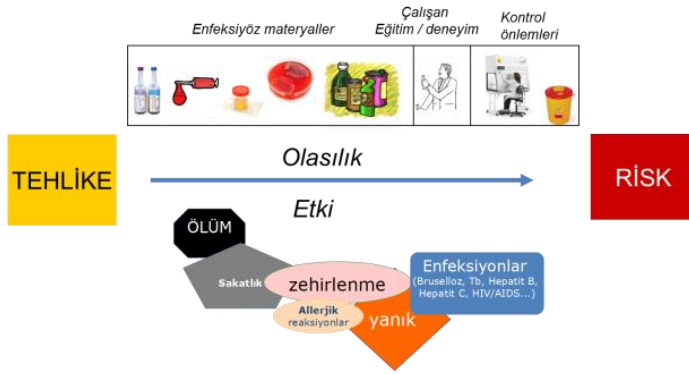 Enfeksiyöz materyaller
Çalışan
Eğitim / deneyim
Kontrol
önlemleri
TEHLİKE
Olasılık
RİSK
Etki
ÖLÜM
Sakatlık
zehirlenme
Enfeksiyonlar
(Bruselloz, Tb, Hepatit B,
Hepatit C, HIV/AIDS...)
Allerjik
reaksiyonlar
yanık